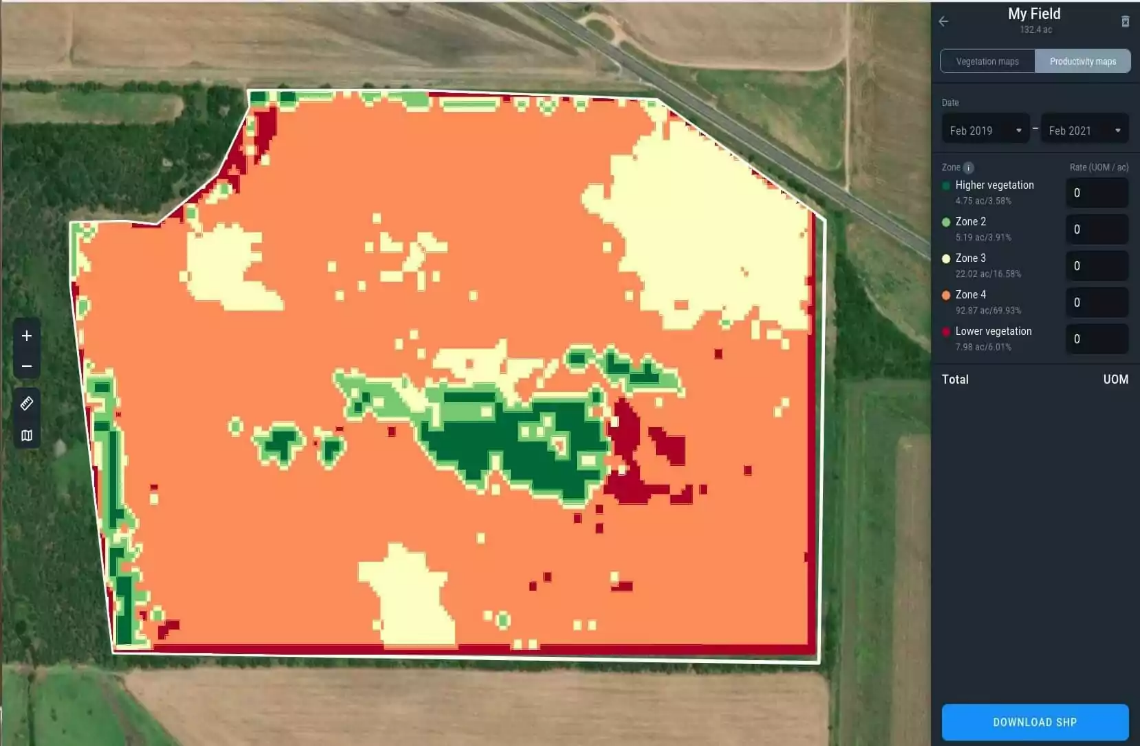 My Field
132.4 ac
Vegetation maps
Productivity maps
Date
Feb 2019 – Feb 2021
Zone i Rate (UOM / ac)
Higher vegetation 0
4.75 ac/3.58%
Zone 2 0
5.19 ac/3.91%
Zone 3 0
22.02 ac/16.58%
Zone 4 0
92.87 ac/69.93%
Lower vegetation 0
7.98 ac/6.01%
Total UOM
+
−
DOWNLOAD SHP